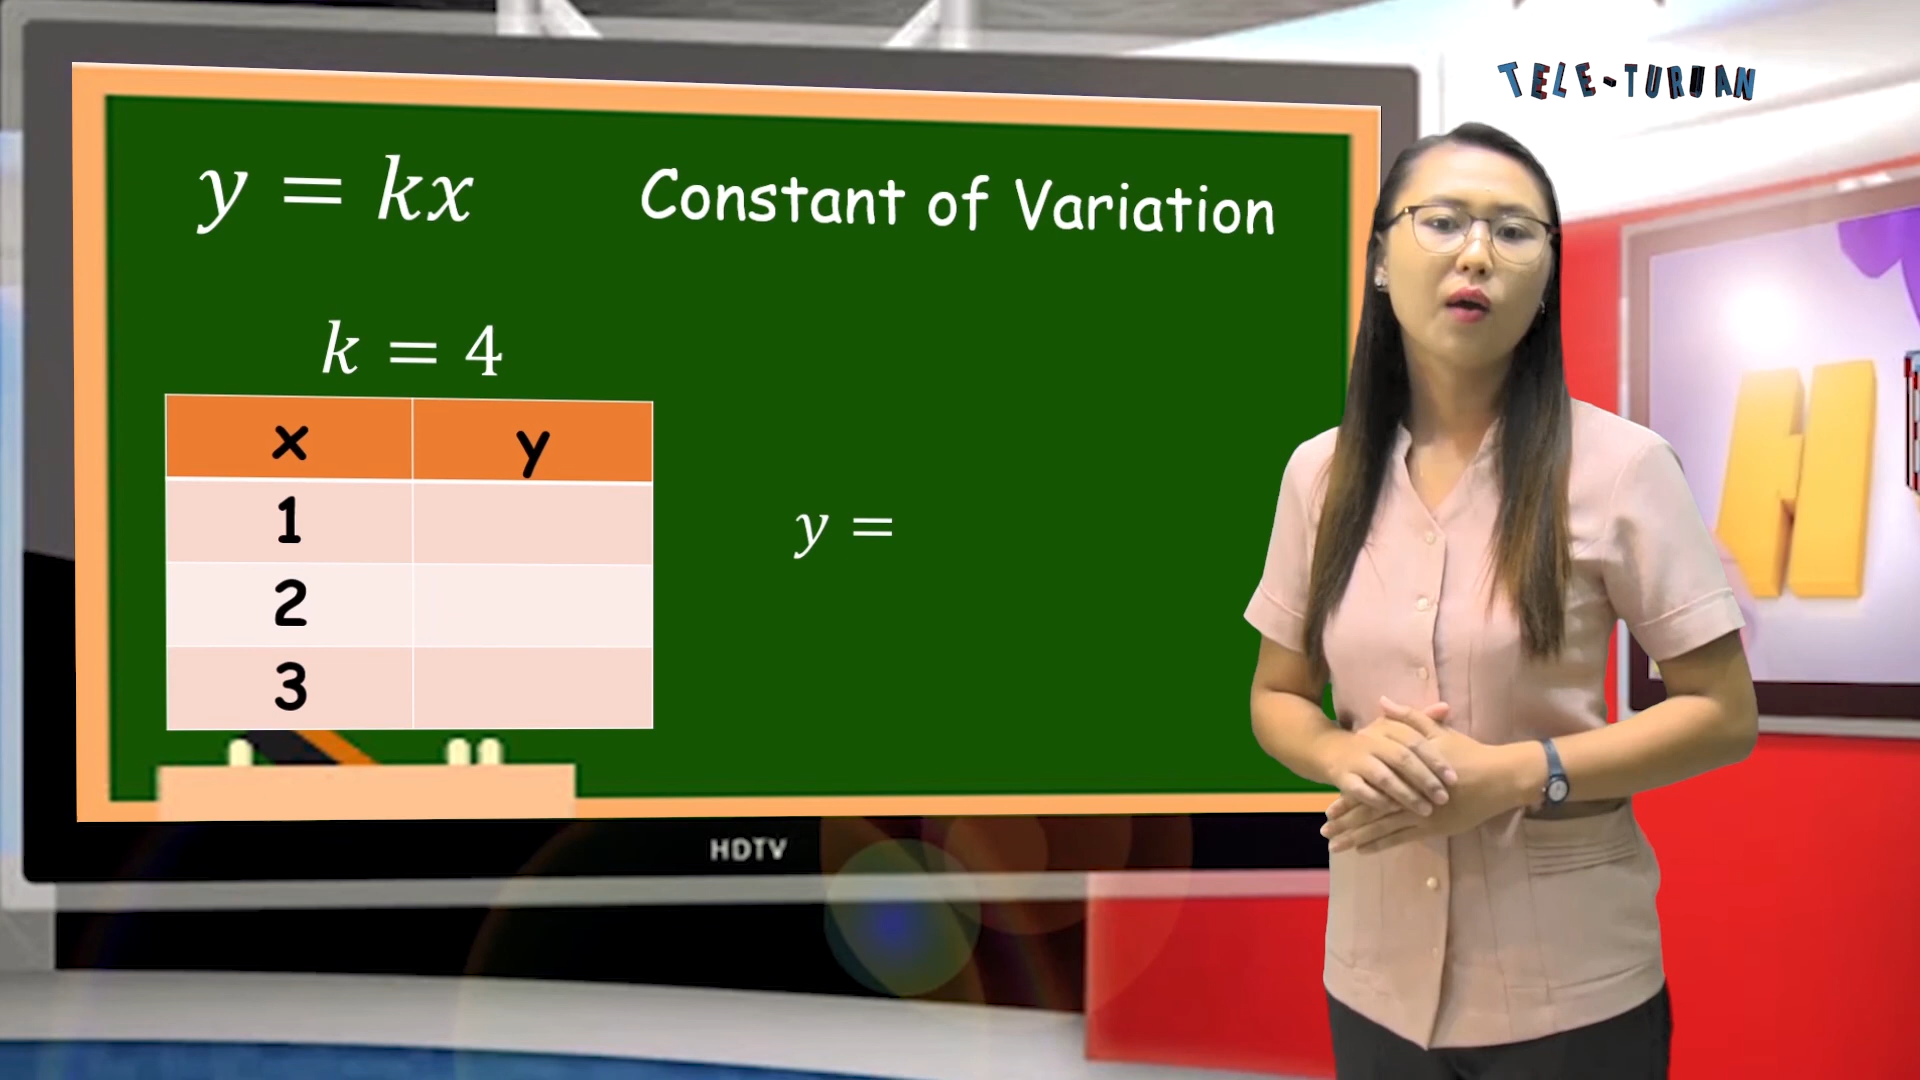 TELE-TURUAN
y = kx
Constant of Variation
k = 4
x y
1
2
3
y =
H
HDTV